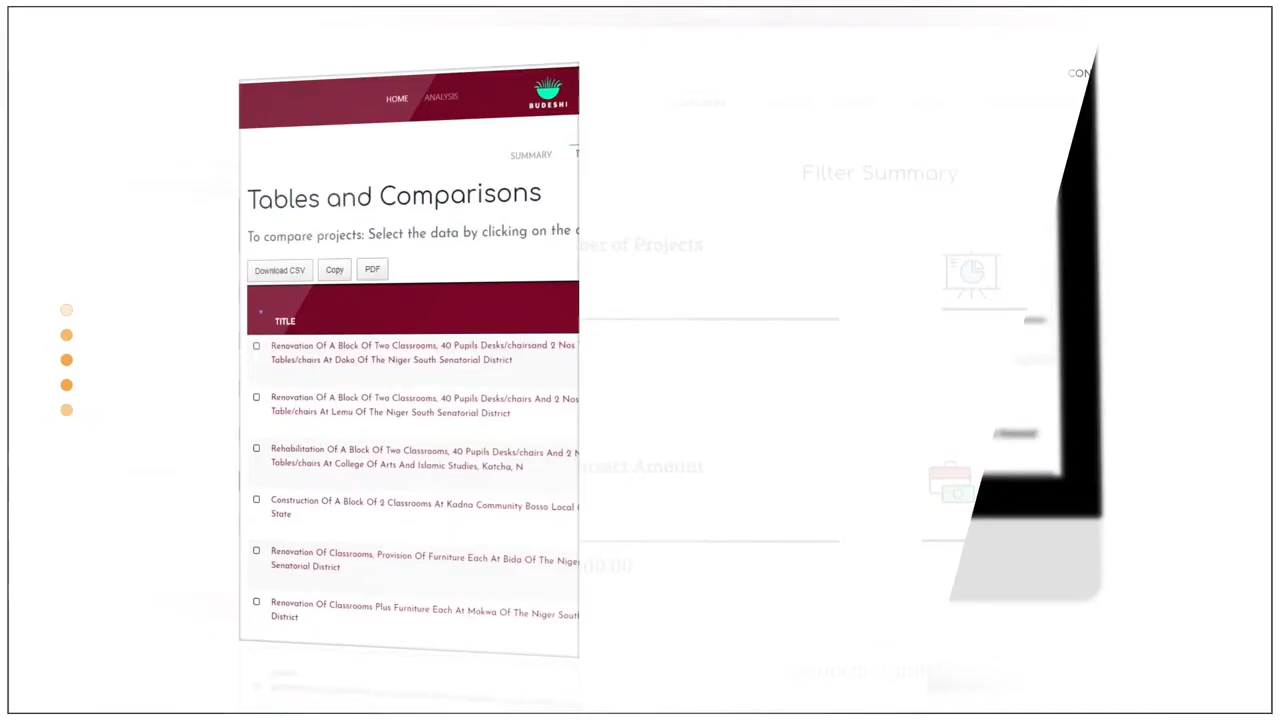 HOME ANALYSIS
BUDESHI
CON
SUMMARY
Filter Summary
Tables and Comparisons
To compare projects: Select the data by clicking on the
of Projects
Download CSV Copy PDF
TITLE
Renovation Of A Block Of Two Classrooms, 40 Pupils Desks/chairsand 2 Nos
Tables/chairs At Doko Of The Niger South Senatorial District
Renovation Of A Block Of Two Classrooms, 40 Pupils Desks/chairs And 2 Nos
Table/chairs At Lemu Of The Niger South Senatorial District
Rehabilitation Of A Block Of Two Classrooms, 40 Pupils Desks/chairs And 2 N
Tables/chairs At College Of Arts And Islamic Studies, Katcha, N
Amount
Construction Of A Block Of 2 Classrooms At Kadna Community Bosso Local
State
Renovation Of Classrooms, Provision Of Furniture Each At Bida Of The Nige
Senatorial District
00.00
Renovation Of Classrooms Plus Furniture Each At Mokwa Of The Niger Sout
District